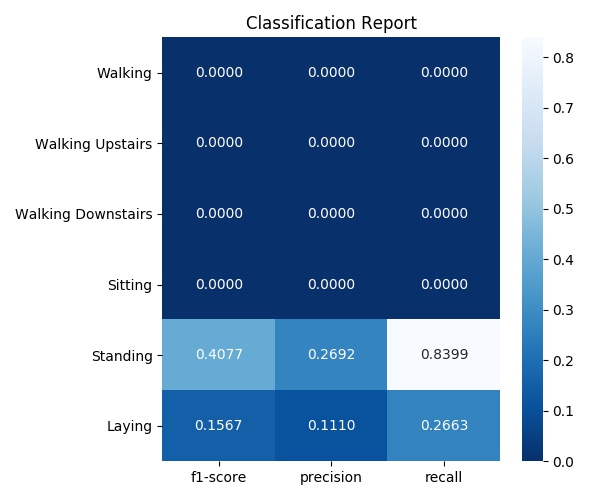 Classification Report
Walking 0.0000 0.0000 0.0000
Walking Upstairs 0.0000 0.0000 0.0000
Walking Downstairs 0.0000 0.0000 0.0000
Sitting 0.0000 0.0000 0.0000
Standing 0.4077 0.2692 0.8399
Laying 0.1567 0.1110 0.2663
f1-score precision recall
0.8
0.7
0.6
0.5
0.4
0.3
0.2
0.1
0.0